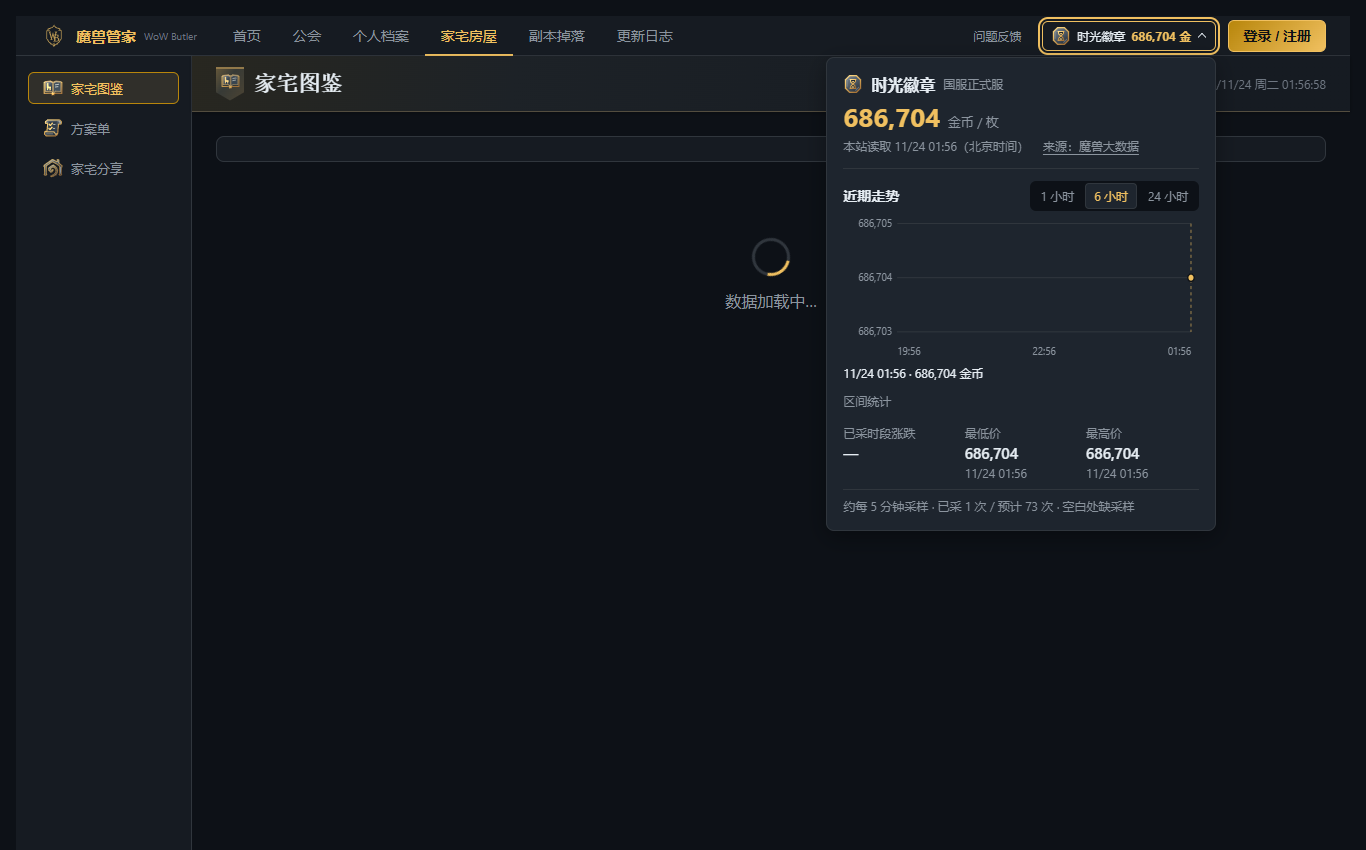 魔兽管家 WoW Butler 首页 公会 个人档案 家宅房屋 副本掉落 更新日志 问题反馈 时光徽章 686,704 金 登录 / 注册
家宅图鉴
方案单
家宅分享
家宅图鉴
/11/24 周二 01:56:58
数据加载中...
时光徽章 国服正式服
686,704 金币 / 枚
本站读取 11/24 01:56（北京时间） 来源：魔兽大数据
近期走势 1 小时 6 小时 24 小时
686,705
686,704
686,703
19:56 22:56 01:56
11/24 01:56 · 686,704 金币
区间统计
已采时段涨跌 最低价 最高价
— 686,704 686,704
11/24 01:56 11/24 01:56
约每 5 分钟采样 · 已采 1 次 / 预计 73 次 · 空白处缺采样